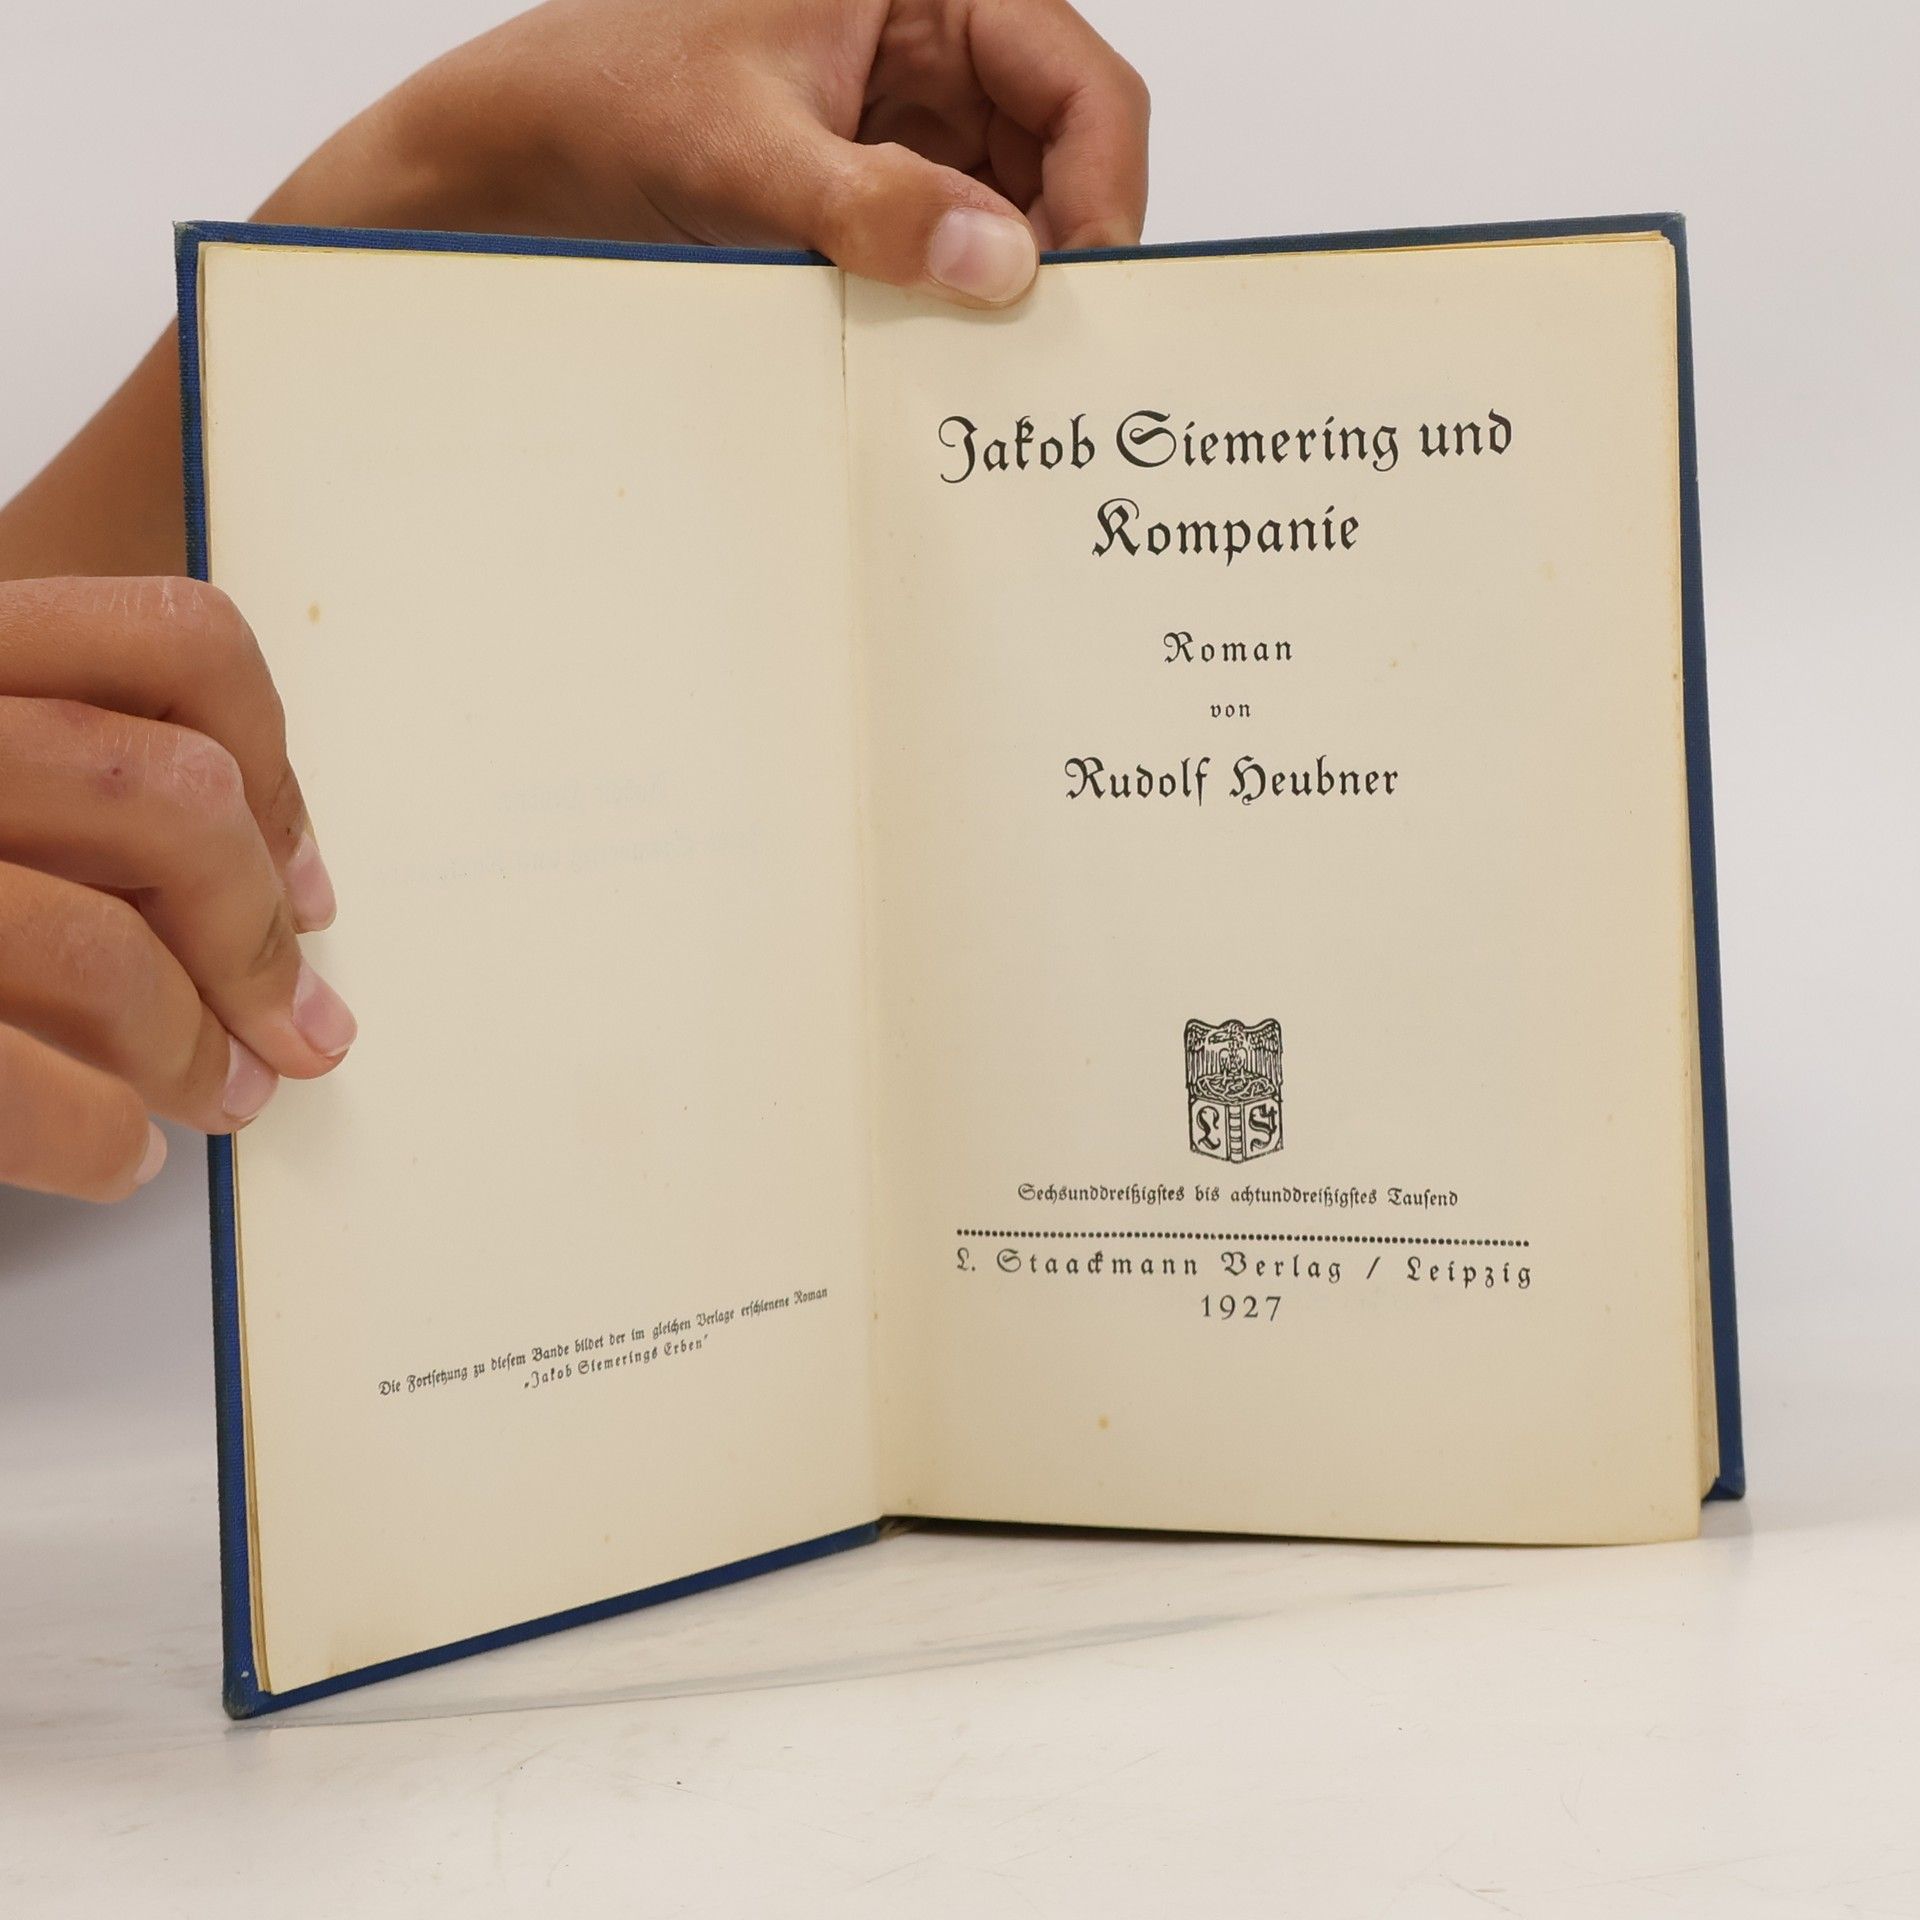 Die Fortsetzung zu diesem Bande bildet der im gleichen Verlage erschienene Roman
„Jakob Siemerings Erben“
Jakob Siemering und
Kompanie
Roman
von
Rudolf Heubner
L St
Sechsunddreißigstes bis achtunddreißigstes Tausend
L. Staackmann Verlag / Leipzig
1927